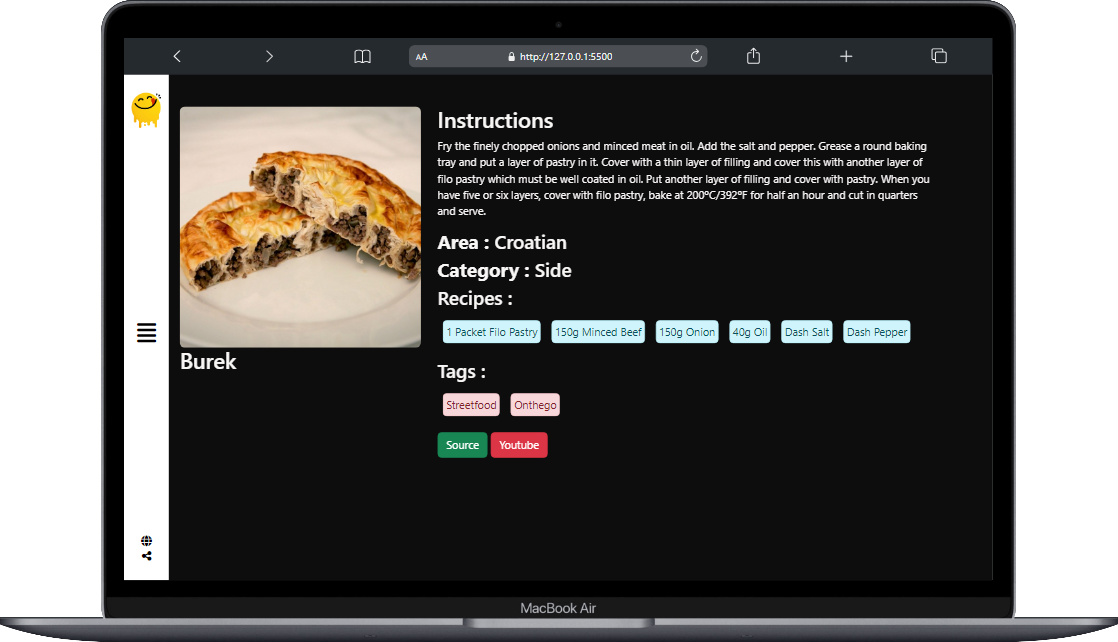 AA
http://127.0.0.1:5500
Instructions
Fry the finely chopped onions and minced meat in oil. Add the salt and pepper. Grease a round baking
tray and put a layer of pastry in it. Cover with a thin layer of filling and cover this with another layer of
filo pastry which must be well coated in oil. Put another layer of filling and cover with pastry. When you
have five or six layers, cover with filo pastry, bake at 200ºC/392ºF for half an hour and cut in quarters
and serve.
Burek
Area : Croatian
Category : Side
Recipes :
1 Packet Filo Pastry 150g Minced Beef 150g Onion 40g Oil Dash Salt Dash Pepper
Tags :
Streetfood Onthego
Source Youtube
MacBook Air